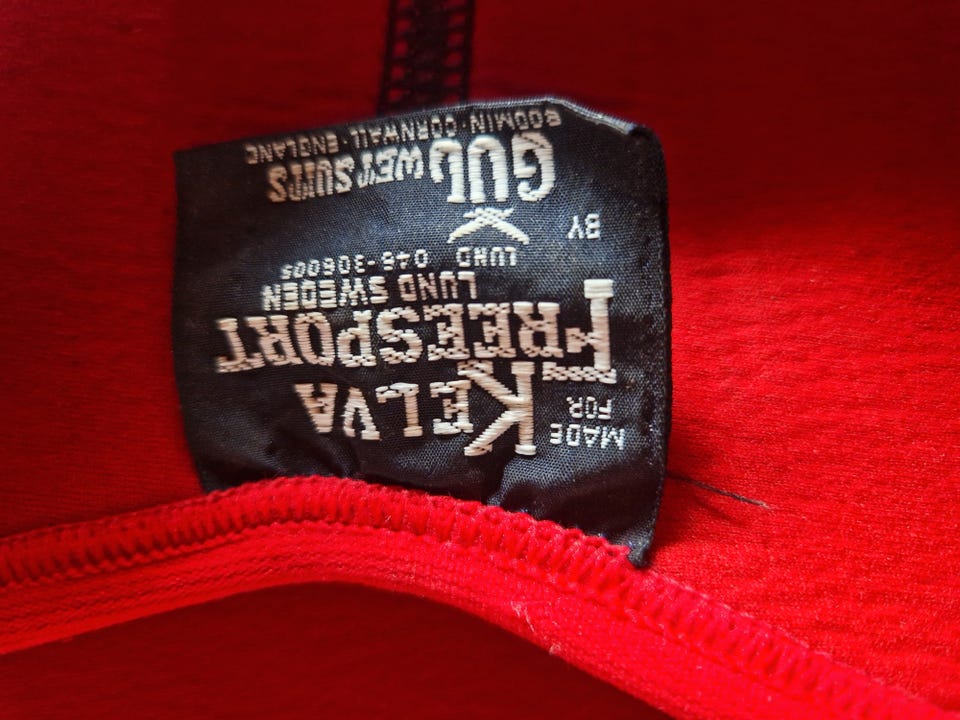 MADE
FOR
KELVA
FREESPORT
LUND SWEDEN
LUND 046-306005
BY
GUL WETSUITS
BODMIN·CORNWALL·ENGLAND